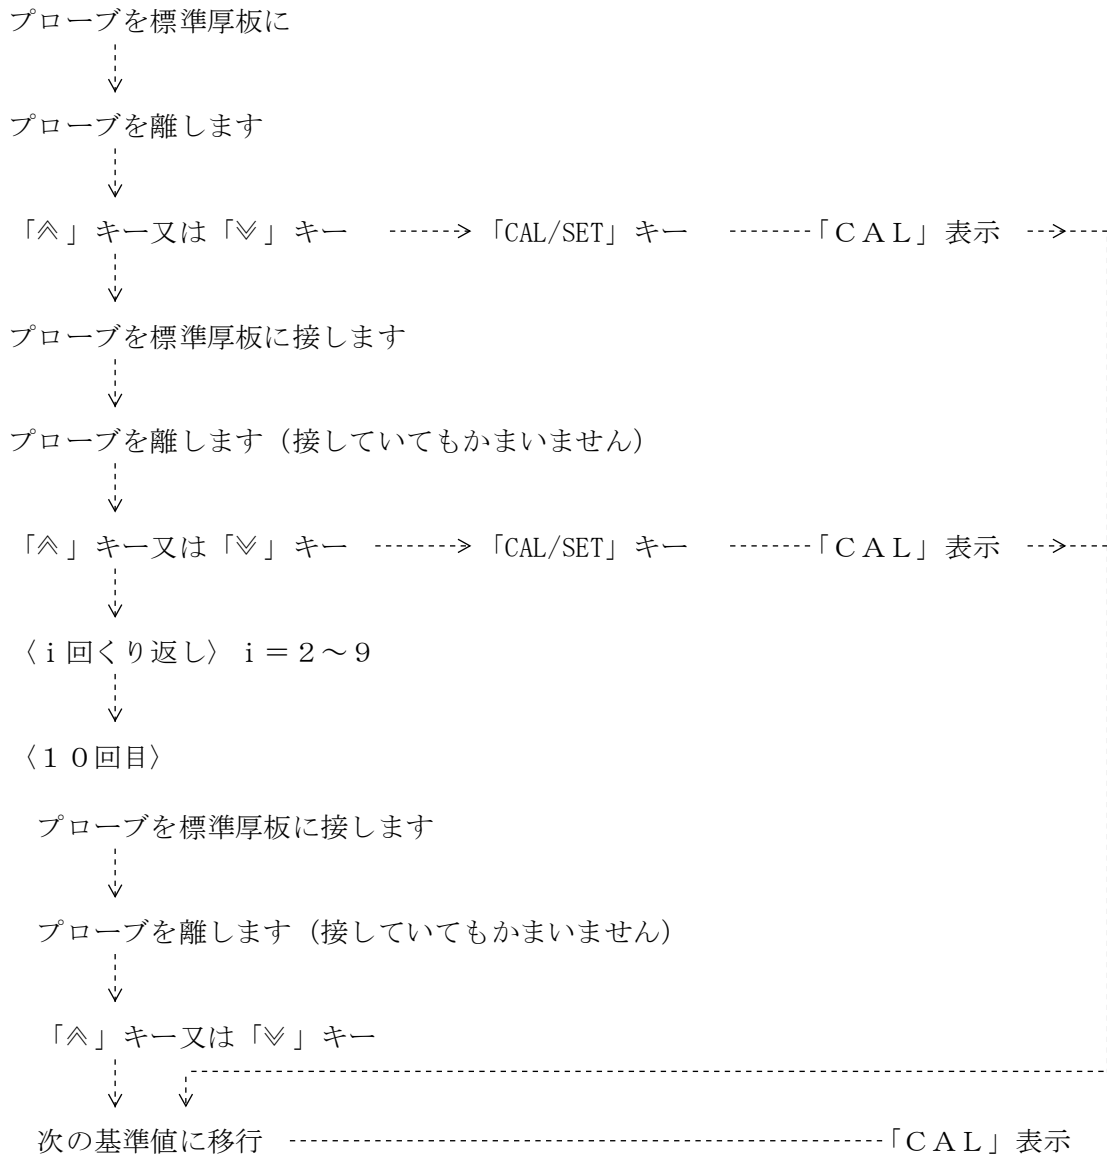 プローブを標準厚板に
プローブを離します
「≪」キー又は「≫」キー 「CAL/SET」キー 「ＣＡＬ」表示
プローブを標準厚板に接します
プローブを離します（接していてもかまいません）
「≪」キー又は「≫」キー 「CAL/SET」キー 「ＣＡＬ」表示
〈ｉ回くり返し〉ｉ＝２～９
〈１０回目〉
プローブを標準厚板に接します
プローブを離します（接していてもかまいません）
「≪」キー又は「≫」キー
次の基準値に移行 「ＣＡＬ」表示